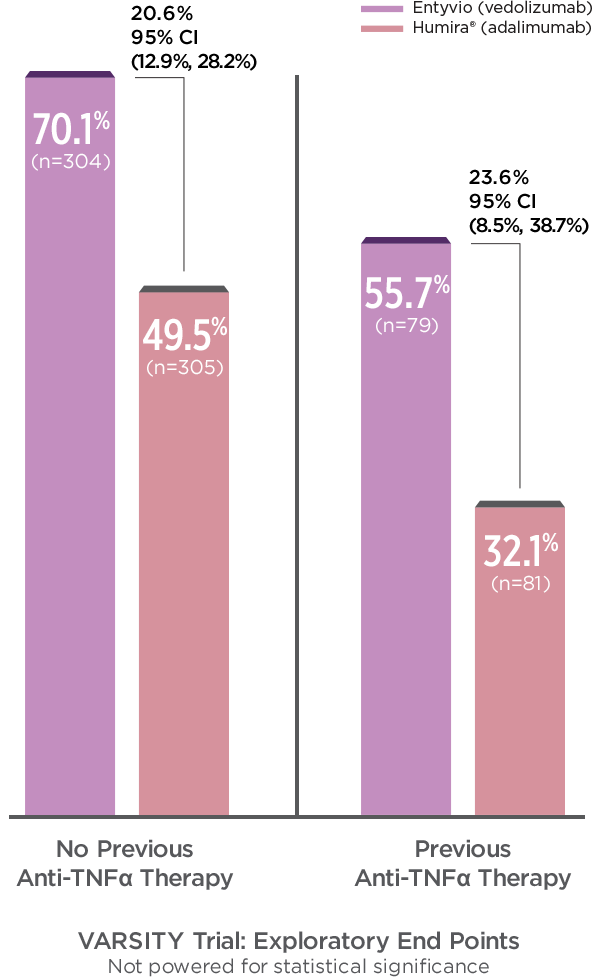 Entyvio (vedolizumab)
Humira® (adalimumab)
20.6%
95% CI
(12.9%, 28.2%)
70.1%
(n=304)
49.5%
(n=305)
23.6%
95% CI
(8.5%, 38.7%)
55.7%
(n=79)
32.1%
(n=81)
No Previous
Anti-TNFα Therapy
Previous
Anti-TNFα Therapy
VARSITY Trial: Exploratory End Points
Not powered for statistical significance